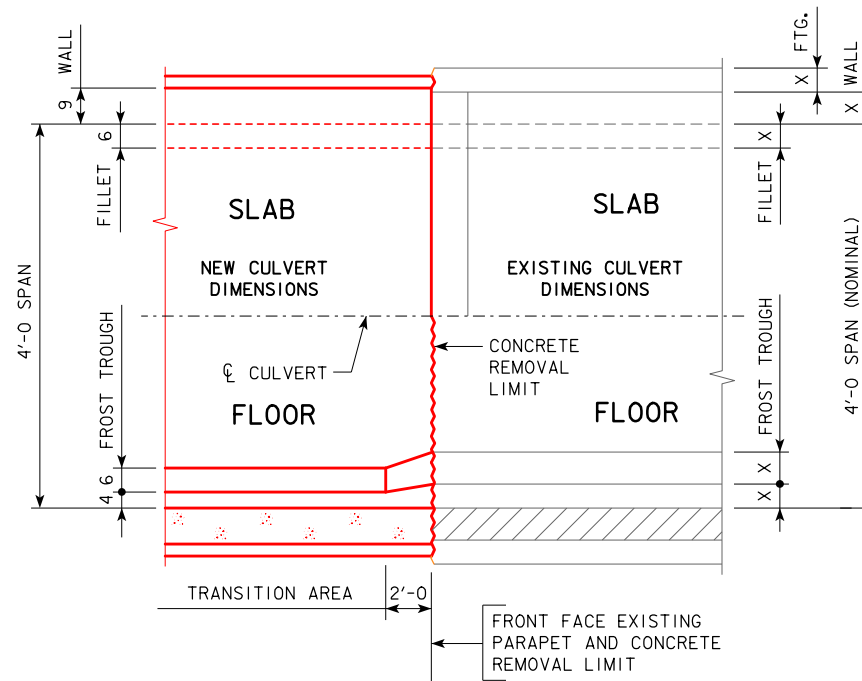 FTG.
X
WALL
9
X WALL
6
FILLET
X
FILLET
SLAB
SLAB
NEW CULVERT
DIMENSIONS
EXISTING CULVERT
DIMENSIONS
4'-0 SPAN
4'-0 SPAN (NOMINAL)
℄ CULVERT
CONCRETE
REMOVAL
LIMIT
FROST TROUGH
FROST TROUGH
FLOOR
FLOOR
4 6
X X
TRANSITION AREA
2'-0
FRONT FACE EXISTING
PARAPET AND CONCRETE
REMOVAL LIMIT